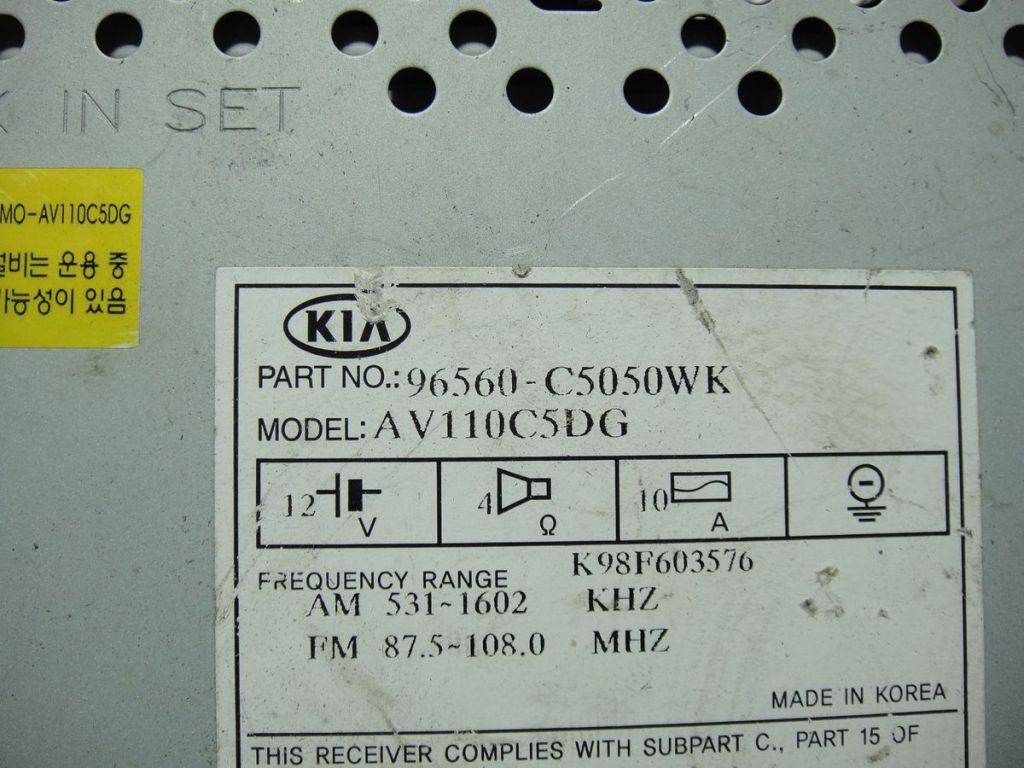 IN SET
MO-AV110C5DG
설비는 운용 중
가능성이 있음
KIA
PART NO.: 96560-C5050WK
MODEL: AV110C5DG
12 V 4 Ω 10 A
K98F603576
FREQUENCY RANGE
AM 531~1602 KHZ
FM 87.5~108.0 MHZ
MADE IN KOREA
THIS RECEIVER COMPLIES WITH SUBPART C., PART 15 OF